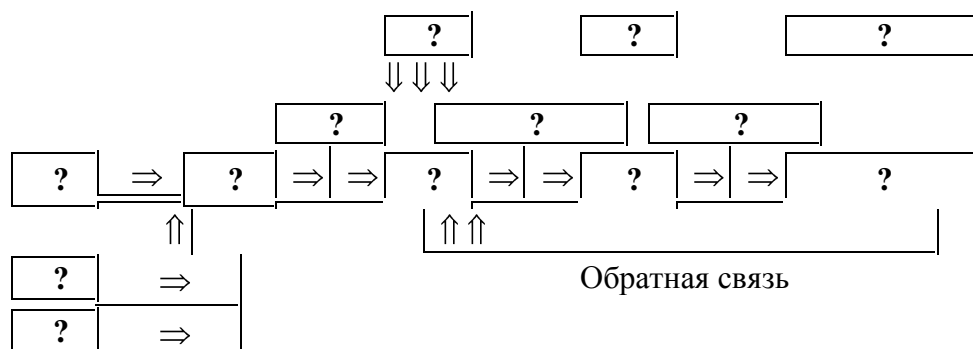 ? ? ?
⇓ ⇓ ⇓
? ? ?
? ⇒ ? ⇒ ⇒ ? ⇒ ⇒ ? ⇒ ⇒ ?
⇑ ⇑ ⇑
? ⇒
Обратная связь
? ⇒